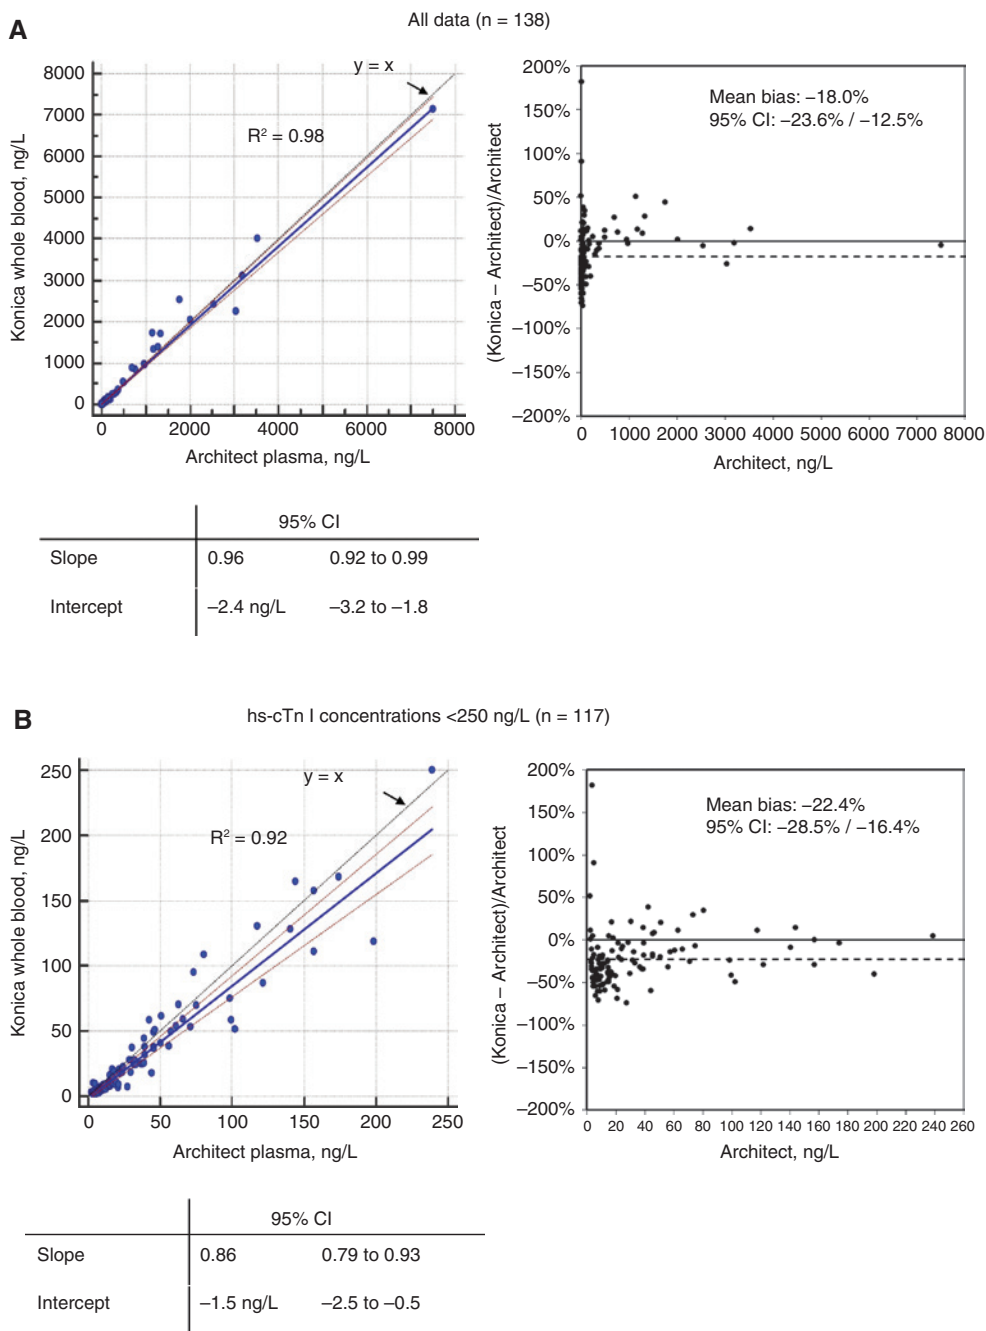 A
All data (n = 138)
8000
7000
6000
5000
4000
3000
2000
1000
0
Konica whole blood, ng/L
y = x
R² = 0.98
0 2000 4000 6000 8000
Architect plasma, ng/L
200%
150%
100%
50%
0%
−50%
−100%
−150%
−200%
(Konica − Architect)/Architect
Mean bias: −18.0%
95% CI: −23.6% / −12.5%
0 1000 2000 3000 4000 5000 6000 7000 8000
Architect, ng/L
95% CI
Slope 0.96 0.92 to 0.99
Intercept −2.4 ng/L −3.2 to −1.8
B
hs-cTn I concentrations <250 ng/L (n = 117)
250
200
150
100
50
0
Konica whole blood, ng/L
y = x
R² = 0.92
0 50 100 150 200 250
Architect plasma, ng/L
200%
150%
100%
50%
0%
−50%
−100%
−150%
−200%
(Konica − Architect)/Architect
Mean bias: −22.4%
95% CI: −28.5% / −16.4%
0 20 40 60 80 100 120 140 160 180 200 220 240 260
Architect, ng/L
95% CI
Slope 0.86 0.79 to 0.93
Intercept −1.5 ng/L −2.5 to −0.5